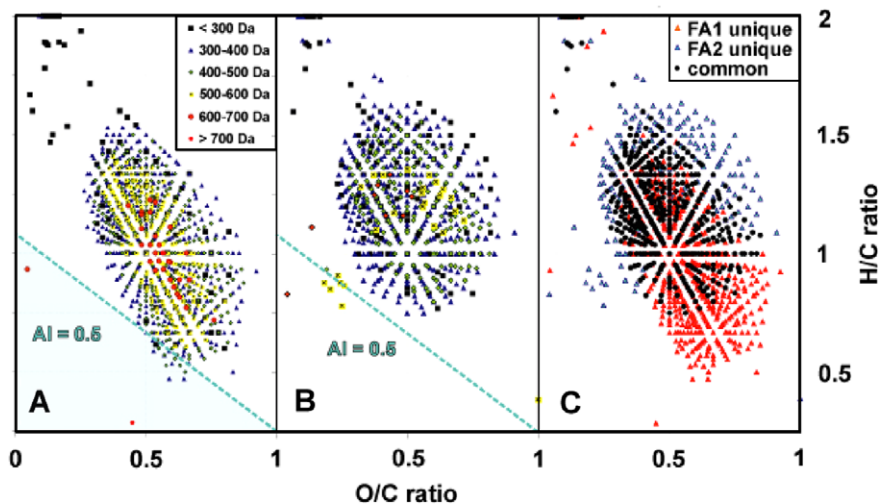 < 300 Da
300-400 Da
400-500 Da
500-600 Da
600-700 Da
> 700 Da
FA1 unique
FA2 unique
common
2
1.5
1
0.5
H/C ratio
AI = 0.5
AI = 0.5
A
B
C
0
0.5
1
0.5
1
0.5
1
O/C ratio